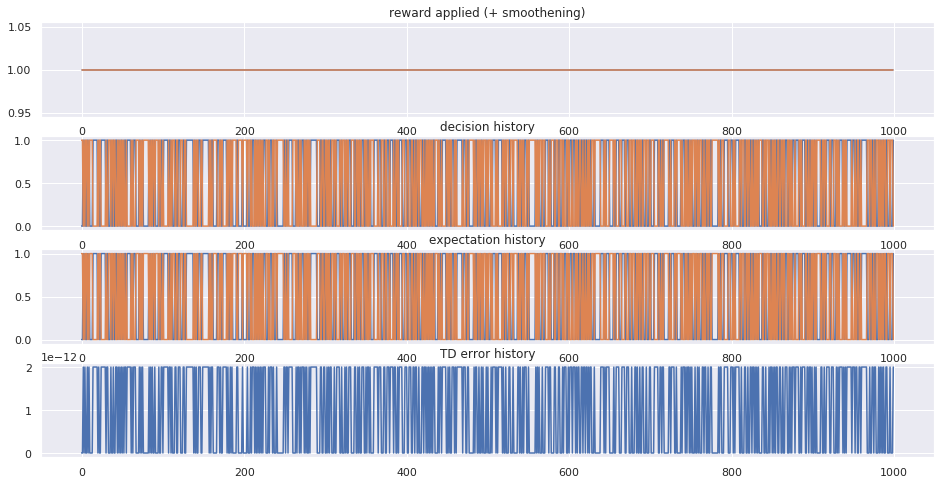 reward applied (+ smoothening)
1.05
1.00
0.95
0 200 400 600 800 1000
decision history
1.0
0.5
0.0
0 200 400 600 800 1000
expectation history
1.0
0.5
0.0
0 200 400 600 800 1000
1e−12
TD error history
2
1
0
0 200 400 600 800 1000